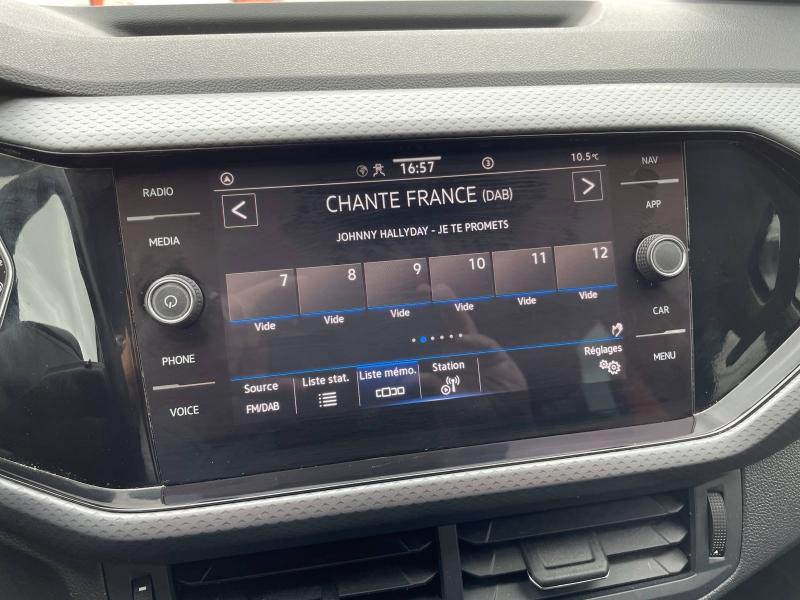 RADIO
MEDIA
PHONE
VOICE
16:57
3
10.5°C
CHANTE FRANCE (DAB)
JOHNNY HALLYDAY - JE TE PROMETS
7 8 9 10 11 12
Vide Vide Vide Vide Vide Vide
Source
FM/DAB
Liste stat.
Liste mémo.
Station
Réglages
NAV
APP
CAR
MENU